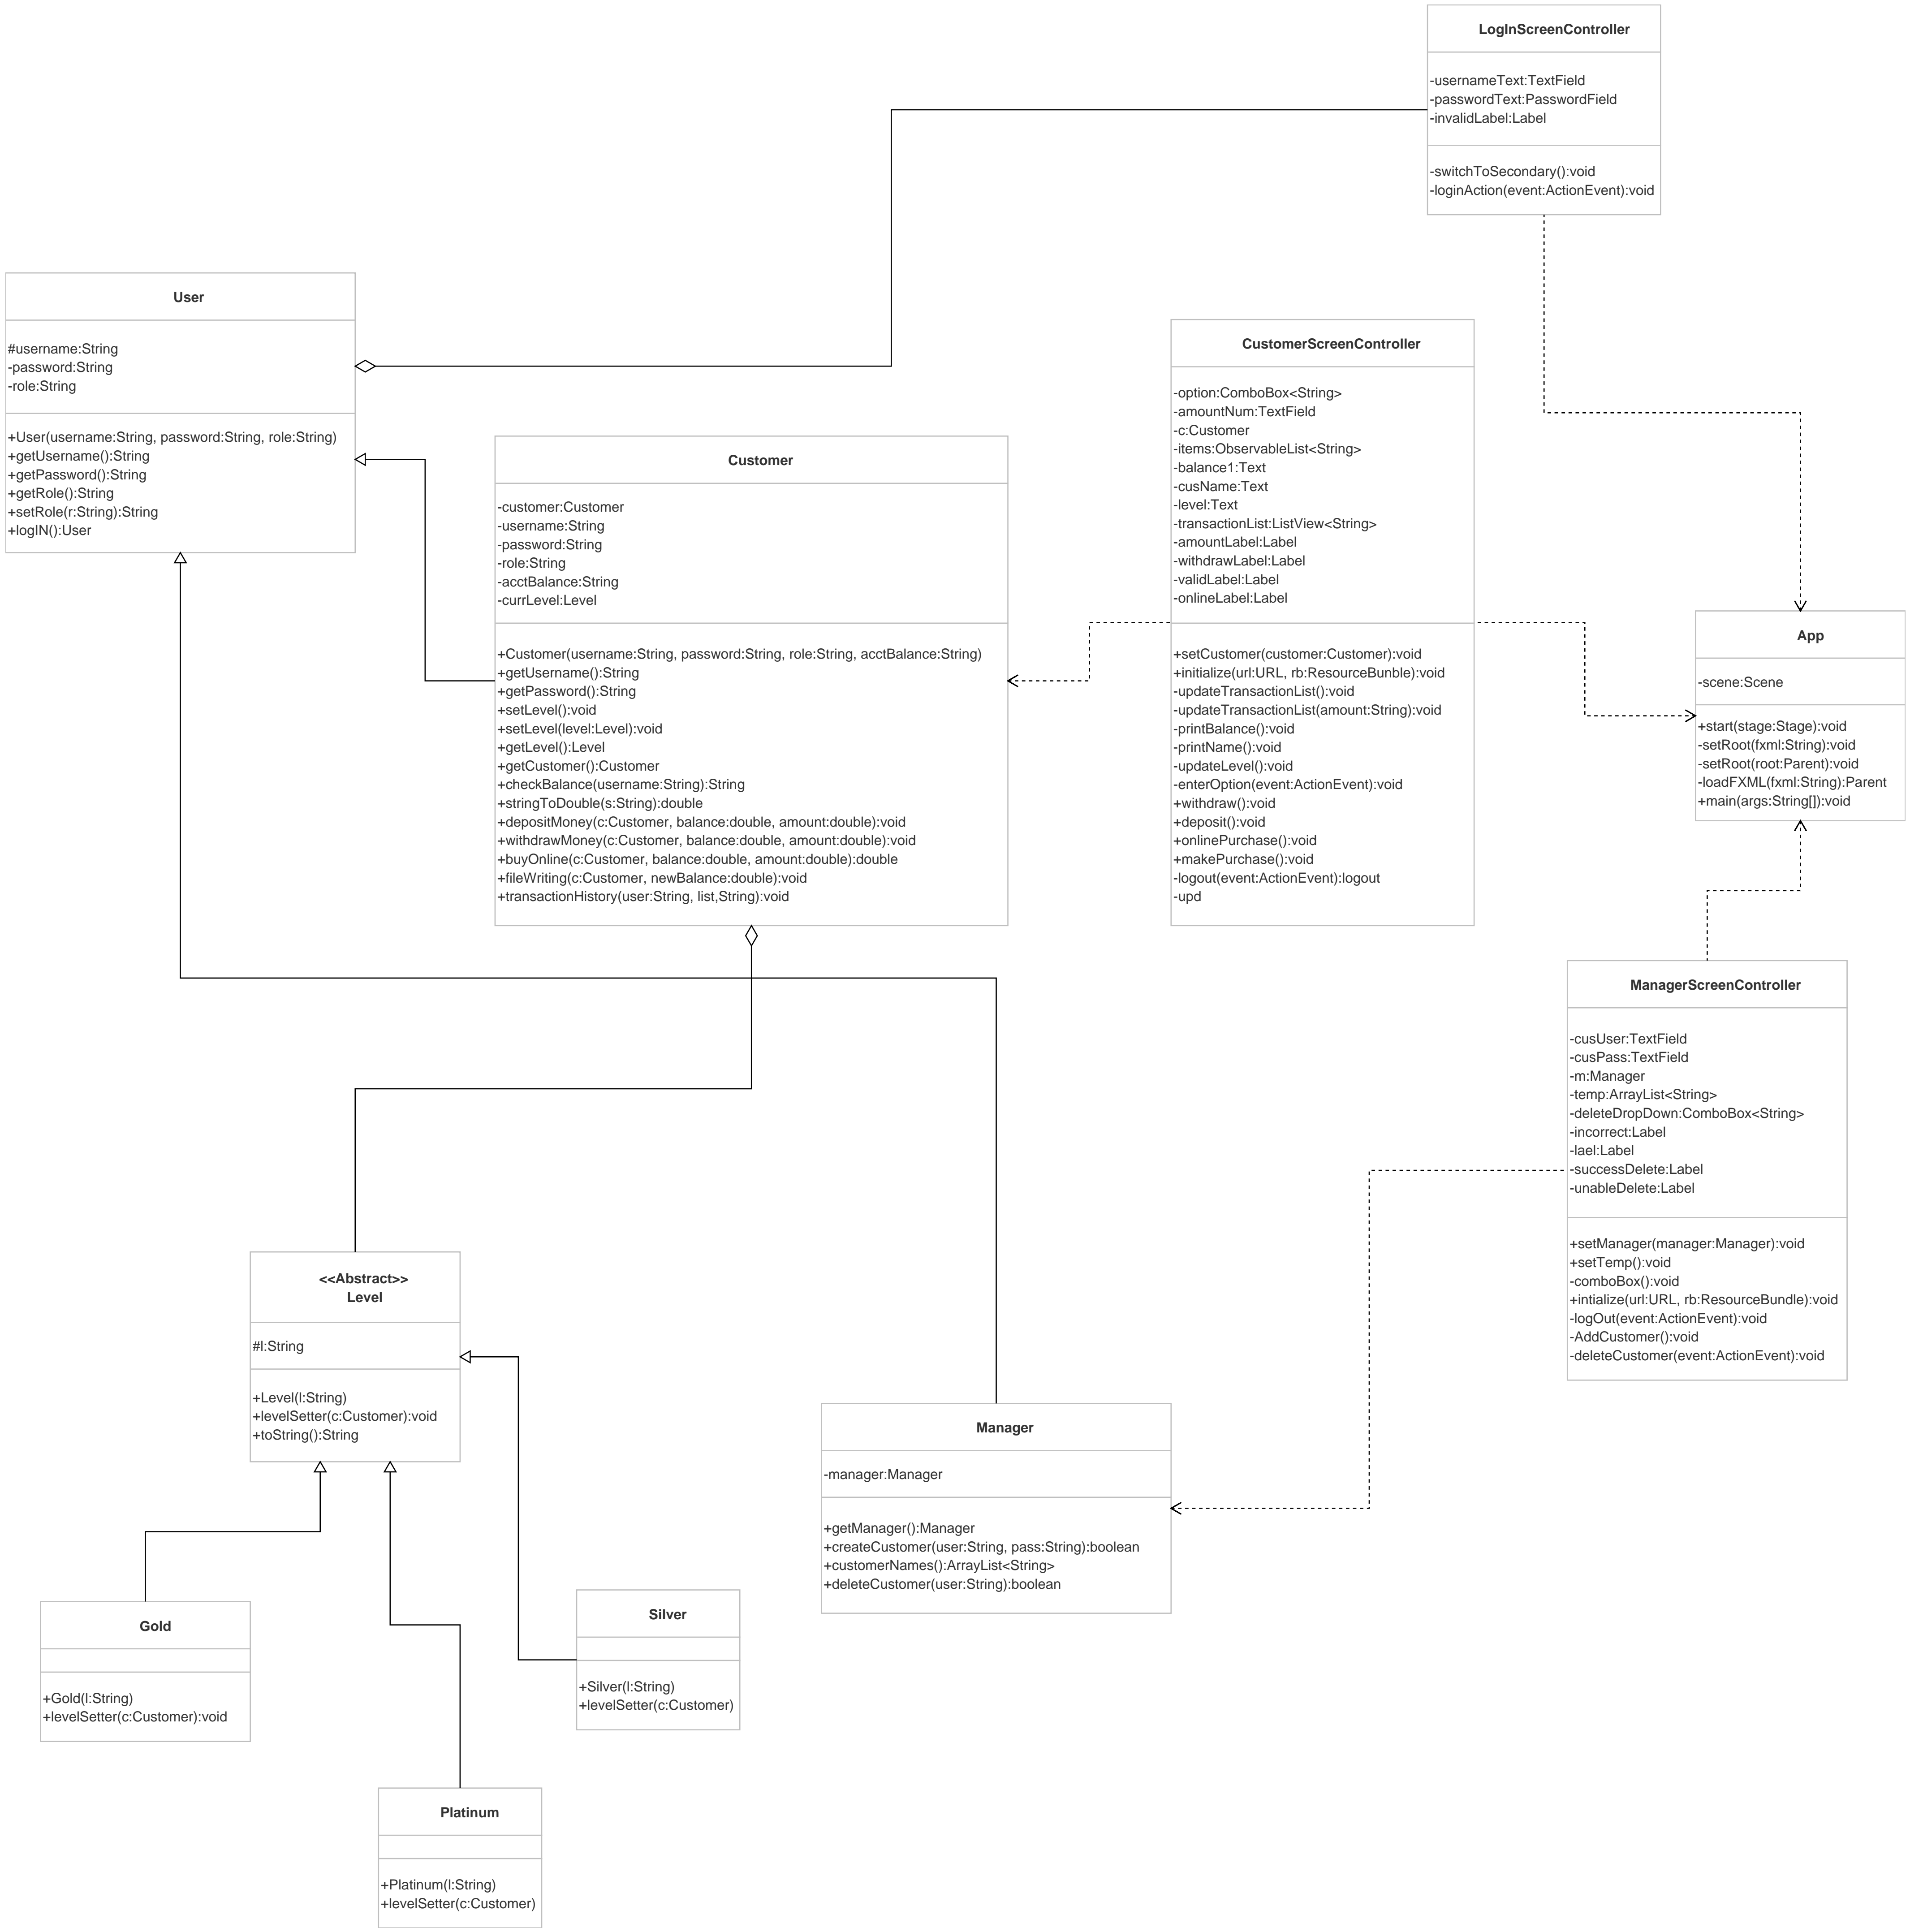 LogInScreenController
-usernameText:TextField
-passwordText:PasswordField
-invalidLabel:Label
-switchToSecondary():void
-loginAction(event:ActionEvent):void
User
#username:String
-password:String
-role:String
+User(username:String, password:String, role:String)
+getUsername():String
+getPassword():String
+getRole():String
+setRole(r:String):String
+logIN():User
Customer
-customer:Customer
-username:String
-password:String
-role:String
-acctBalance:String
-currLevel:Level
+Customer(username:String, password:String, role:String, acctBalance:String)
+getUsername():String
+getPassword():String
+setLevel():void
+setLevel(level:Level):void
+getLevel():Level
+getCustomer():Customer
+checkBalance(username:String):String
+stringToDouble(s:String):double
+depositMoney(c:Customer, balance:double, amount:double):void
+withdrawMoney(c:Customer, balance:double, amount:double):void
+buyOnline(c:Customer, balance:double, amount:double):double
+fileWriting(c:Customer, newBalance:double):void
+transactionHistory(user:String, list,String):void
CustomerScreenController
-option:ComboBox<String>
-amountNum:TextField
-c:Customer
-items:ObservableList<String>
-balance1:Text
-cusName:Text
-level:Text
-transactionList:ListView<String>
-amountLabel:Label
-withdrawLabel:Label
-validLabel:Label
-onlineLabel:Label
+setCustomer(customer:Customer):void
+initialize(url:URL, rb:ResourceBunble):void
-updateTransactionList():void
-updateTransactionList(amount:String):void
-printBalance():void
-printName():void
-updateLevel():void
-enterOption(event:ActionEvent):void
+withdraw():void
+deposit():void
+onlinePurchase():void
+makePurchase():void
-logout(event:ActionEvent):logout
-upd
App
-scene:Scene
+start(stage:Stage):void
-setRoot(fxml:String):void
-setRoot(root:Parent):void
-loadFXML(fxml:String):Parent
+main(args:String[]):void
ManagerScreenController
-cusUser:TextField
-cusPass:TextField
-m:Manager
-temp:ArrayList<String>
-deleteDropDown:ComboBox<String>
-incorrect:Label
-lael:Label
-successDelete:Label
-unableDelete:Label
+setManager(manager:Manager):void
+setTemp():void
-comboBox():void
+intialize(url:URL, rb:ResourceBundle):void
-logOut(event:ActionEvent):void
-AddCustomer():void
-deleteCustomer(event:ActionEvent):void
<<Abstract>>
Level
#l:String
+Level(l:String)
+levelSetter(c:Customer):void
+toString():String
Manager
-manager:Manager
+getManager():Manager
+createCustomer(user:String, pass:String):boolean
+customerNames():ArrayList<String>
+deleteCustomer(user:String):boolean
Gold
+Gold(l:String)
+levelSetter(c:Customer):void
Silver
+Silver(l:String)
+levelSetter(c:Customer)
Platinum
+Platinum(l:String)
+levelSetter(c:Customer)